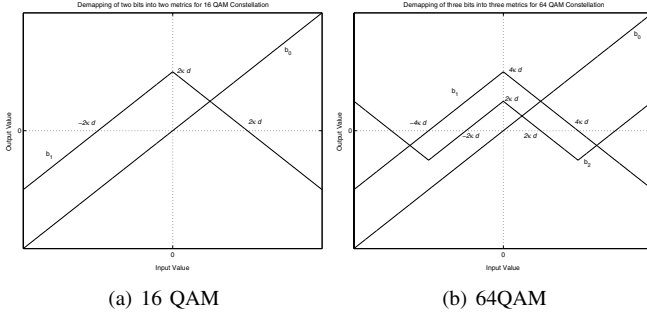 Demapping of two bits into two metrics for 16 QAM Constellation
b0
2κ d
−2κ d
2κ d
0
Output Value
b1
0
Input Value
(a) 16 QAM
Demapping of three bits into three metrics for 64 QAM Constellation
b0
4κ d
b1
2κ d
−4κ d
4κ d
−2κ d
2κ d
0
Output Value
b2
0
Input Value
(b) 64QAM